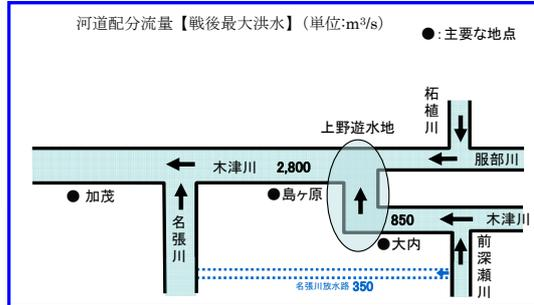 河道配分流量【戦後最大洪水】(単位:m³/s)
●:主要な地点
柘植川
上野遊水地
服部川
木津川
2,800
●加茂
●島ヶ原
名張川
850
木津川
●大内
前深瀬川
名張川放水路 350